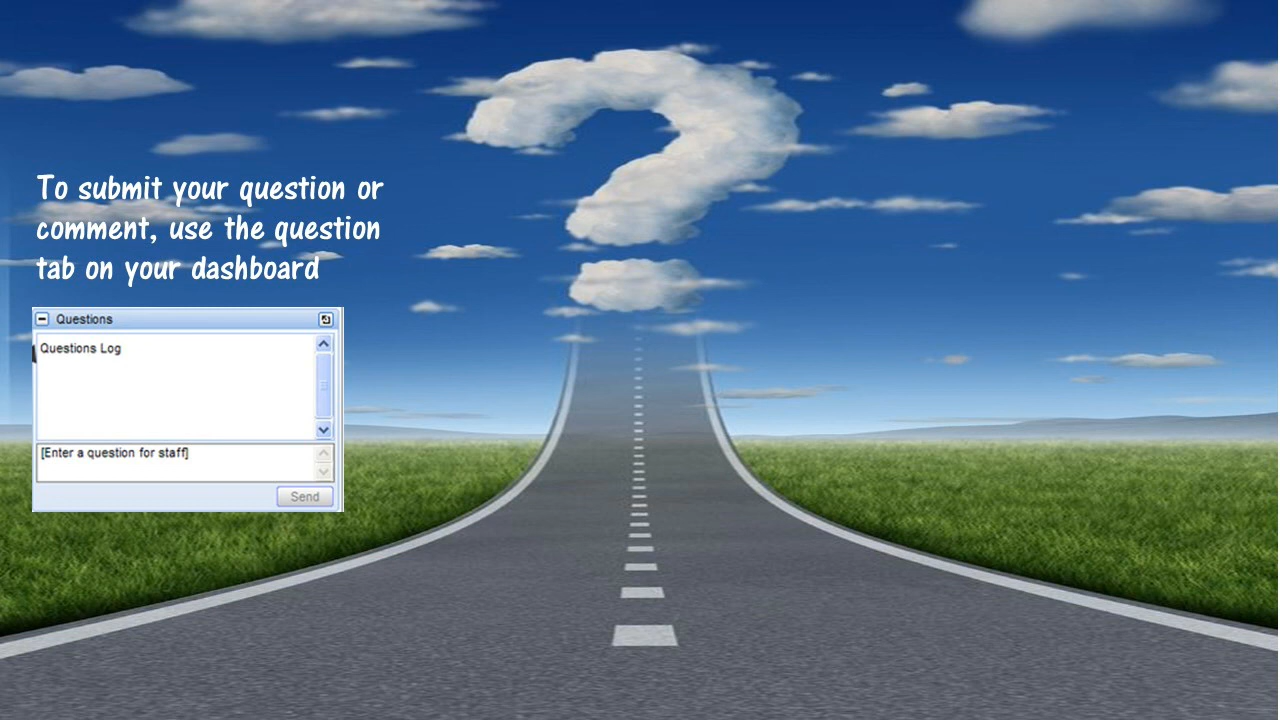 To submit your question or
comment, use the question
tab on your dashboard
Questions
Questions Log
[Enter a question for staff]
Send